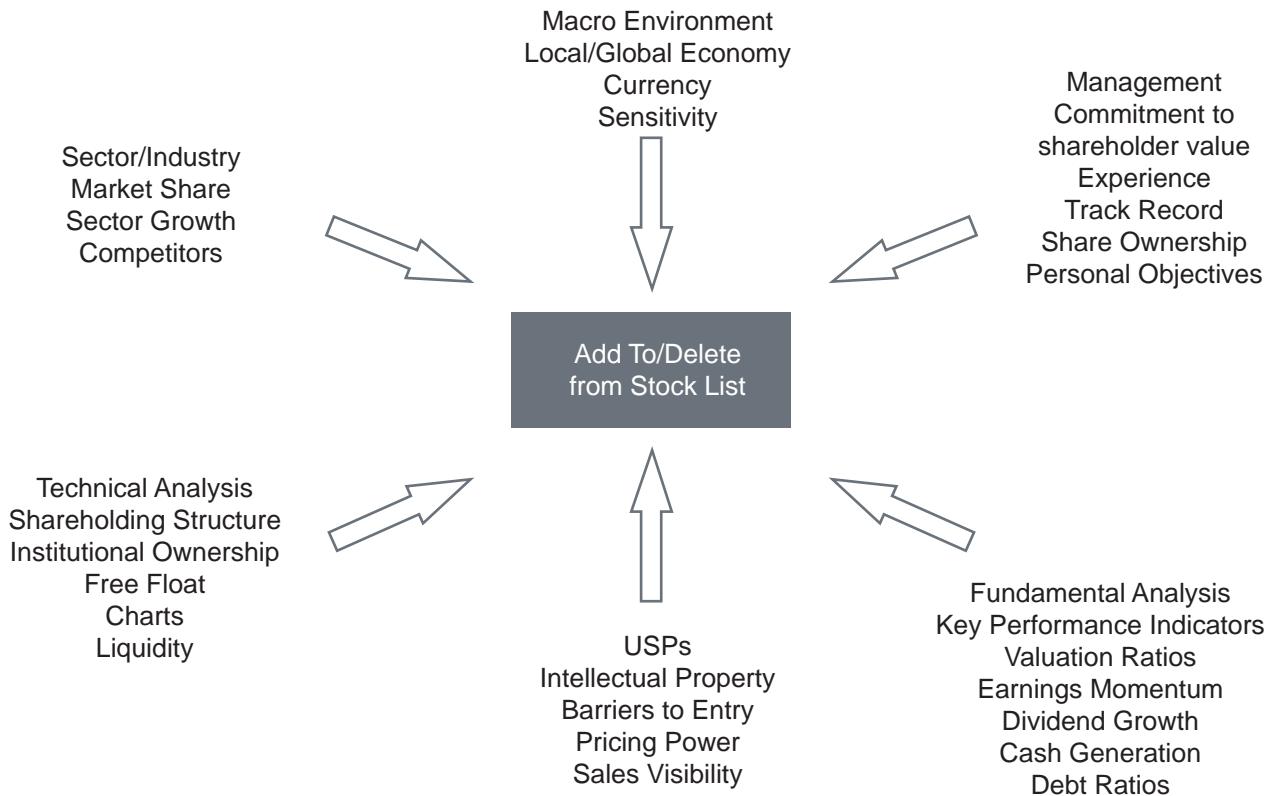 Macro Environment
Local/Global Economy
Currency
Sensitivity
Management
Commitment to
shareholder value
Experience
Track Record
Share Ownership
Personal Objectives
Sector/Industry
Market Share
Sector Growth
Competitors
Add To/Delete
from Stock List
Technical Analysis
Shareholding Structure
Institutional Ownership
Free Float
Charts
Liquidity
USPs
Intellectual Property
Barriers to Entry
Pricing Power
Sales Visibility
Fundamental Analysis
Key Performance Indicators
Valuation Ratios
Earnings Momentum
Dividend Growth
Cash Generation
Debt Ratios